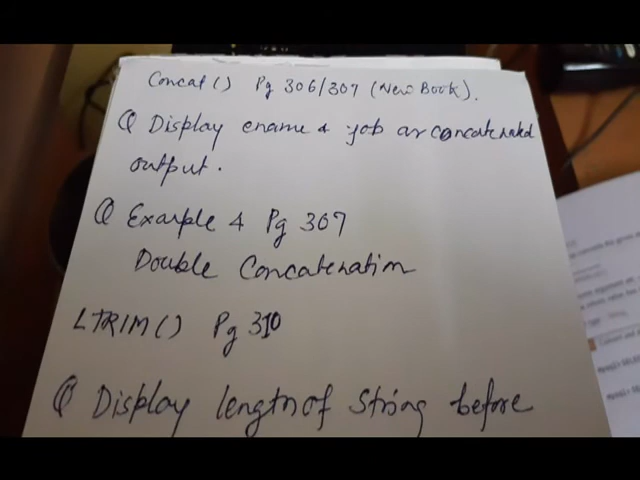 Concat() Pg 306/307 (New Book).
Q Display ename & job as concatenated
output.
Q Example 4 Pg 307
Double Concatenation
LTRIM() Pg 310
Q Display length of string before